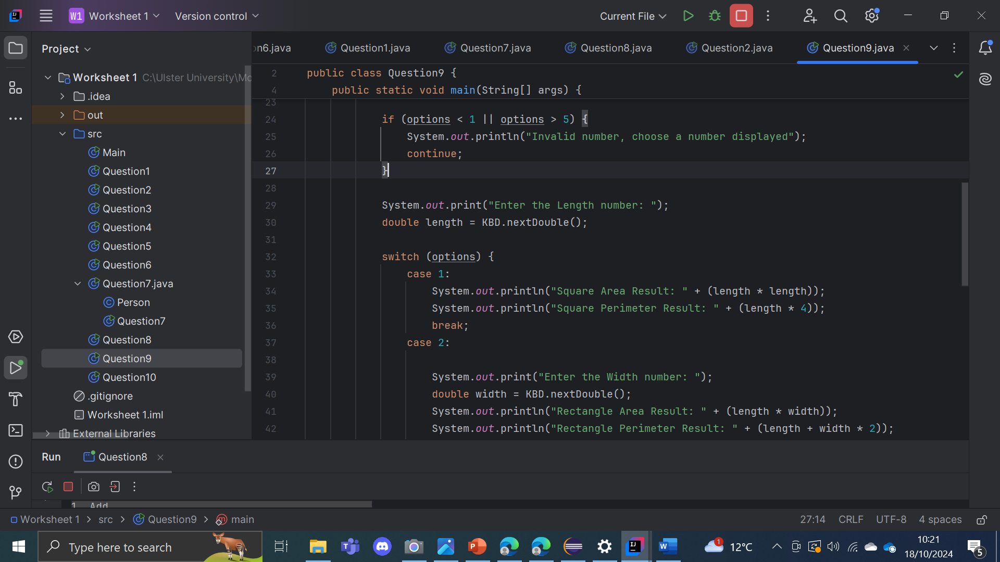 W1 Worksheet 1 Version control Current File
Project
n6.java Question1.java Question7.java Question8.java Question2.java Question9.java
Worksheet 1 C:\Ulster University\Mo
.idea
out
src
Main
Question1
Question2
Question3
Question4
Question5
Question6
Question7.java
Person
Question7
Question8
Question9
Question10
.gitignore
Worksheet 1.iml
External Libraries
2 public class Question9 {
4 public static void main(String[] args) {
23
24 if (options < 1 || options > 5) {
25 System.out.println("Invalid number, choose a number displayed");
26 continue;
27 }
28
29 System.out.print("Enter the Length number: ");
30 double length = KBD.nextDouble();
31
32 switch (options) {
33 case 1:
34 System.out.println("Square Area Result: " + (length * length));
35 System.out.println("Square Perimeter Result: " + (length * 4));
36 break;
37 case 2:
38
39 System.out.print("Enter the Width number: ");
40 double width = KBD.nextDouble();
41 System.out.println("Rectangle Area Result: " + (length * width));
42 System.out.println("Rectangle Perimeter Result: " + (length + width * 2));
Run Question8
1. Add
Worksheet 1 > src > Question9 > main 27:14 CRLF UTF-8 4 spaces
Type here to search
1 12°C
10:21
18/10/2024
5